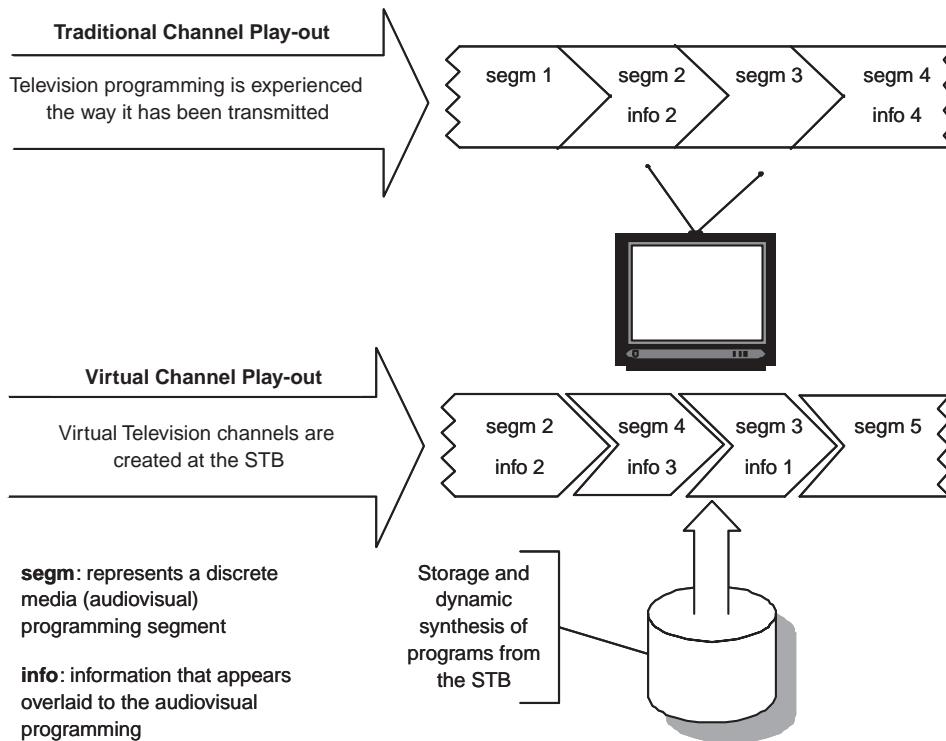 Traditional Channel Play-out
Television programming is experienced
the way it has been transmitted
segm 1
segm 2
info 2
segm 3
segm 4
info 4
Virtual Channel Play-out
Virtual Television channels are
created at the STB
segm 2
info 2
segm 4
info 3
segm 3
info 1
segm 5
segm: represents a discrete
media (audiovisual)
programming segment
info: information that appears
overlaid to the audiovisual
programming
Storage and
dynamic
synthesis of
programs from
the STB